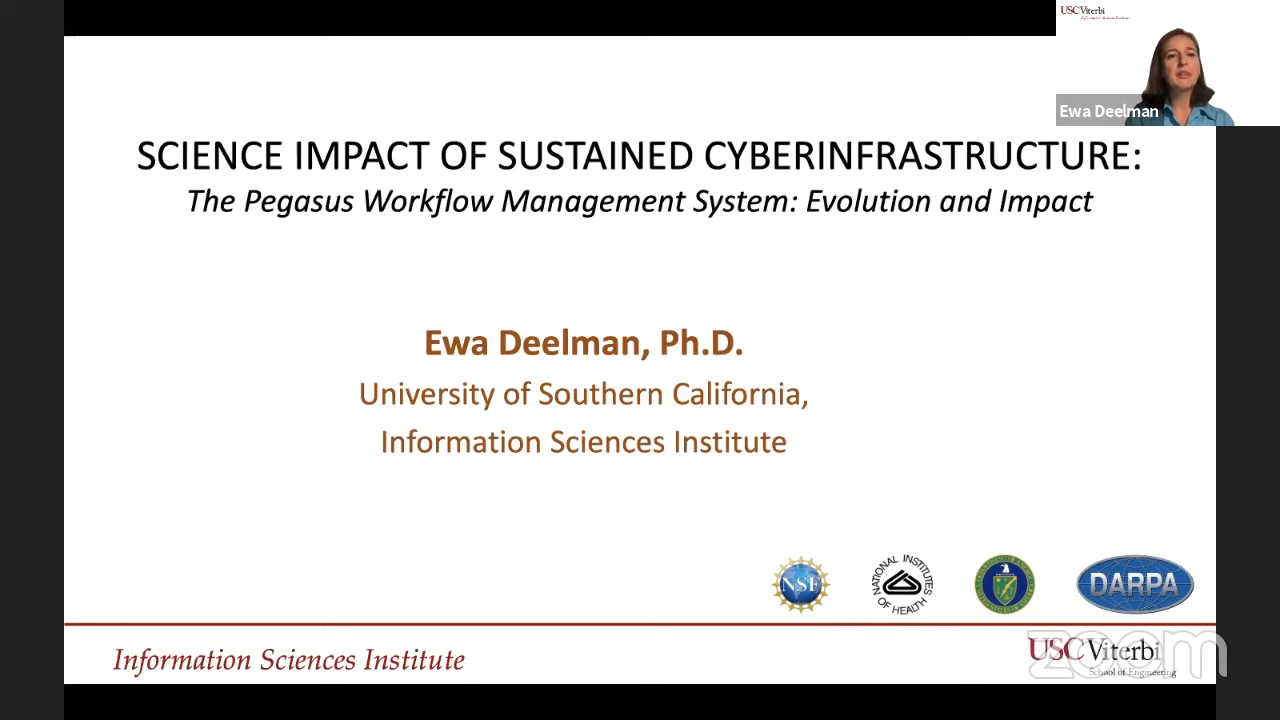 USC Viterbi
Ewa Deelman
SCIENCE IMPACT OF SUSTAINED CYBERINFRASTRUCTURE:
The Pegasus Workflow Management System: Evolution and Impact
Ewa Deelman, Ph.D.
University of Southern California,
Information Sciences Institute
NSF
NATIONAL INSTITUTES
OF HEALTH
DARPA
Information Sciences Institute
USC Viterbi
School of Engineering
zoom